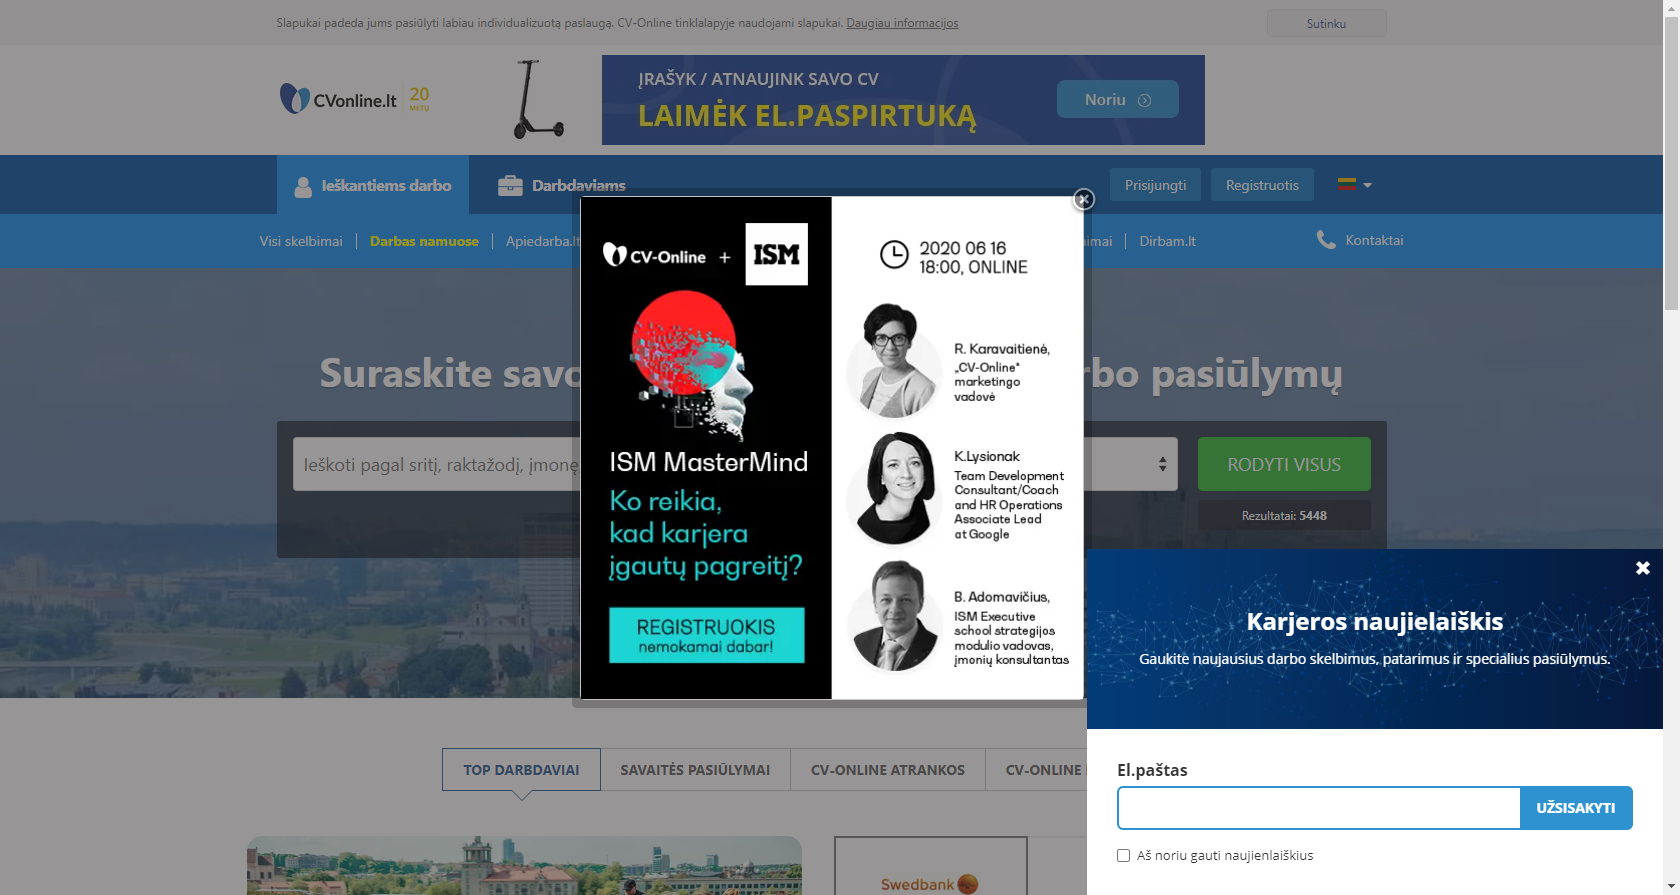 Slapukai padeda jums pasiūlyti labiau individualizuotą paslaugą. CV-Online tinklalapyje naudojami slapukai. Daugiau informacijos
Sutinku
CVonline.lt 20 METŲ
ĮRAŠYK / ATNAUJINK SAVO CV
LAIMĖK EL.PASPIRTUKĄ
Noriu
Ieškantiems darbo
Darbdaviams
Prisijungti
Registruotis
Visi skelbimai
Darbas namuose
Apiedarba.lt
Dirbam.lt
Kontaktai
CV-Online + ISM
ISM MasterMind
Ko reikia,
kad karjera
įgautų pagreitį?
REGISTRUOKIS
nemokamai dabar!
2020 06 16
18:00, ONLINE
R. Karavaitienė,
„CV-Online"
marketingo
vadovė
K.Lysionak
Team Development
Consultant/Coach
and HR Operations
Associate Lead
at Google
B. Adomavičius,
ISM Executive
school strategijos
modulio vadovas,
įmonių konsultantas
Suraskite savo
pasiūlymų
Ieškoti pagal sritį, raktažodį, įmonę
RODYTI VISUS
Rezultatai: 5448
Karjeros naujielaiškis
Gaukite naujausius darbo skelbimus, patarimus ir specialius pasiūlymus.
El.paštas
UŽSISAKYTI
Aš noriu gauti naujienlaiškius
TOP DARBDAVIAI
SAVAITĖS PASIŪLYMAI
CV-ONLINE ATRANKOS
CV-ONLINE
Swedbank